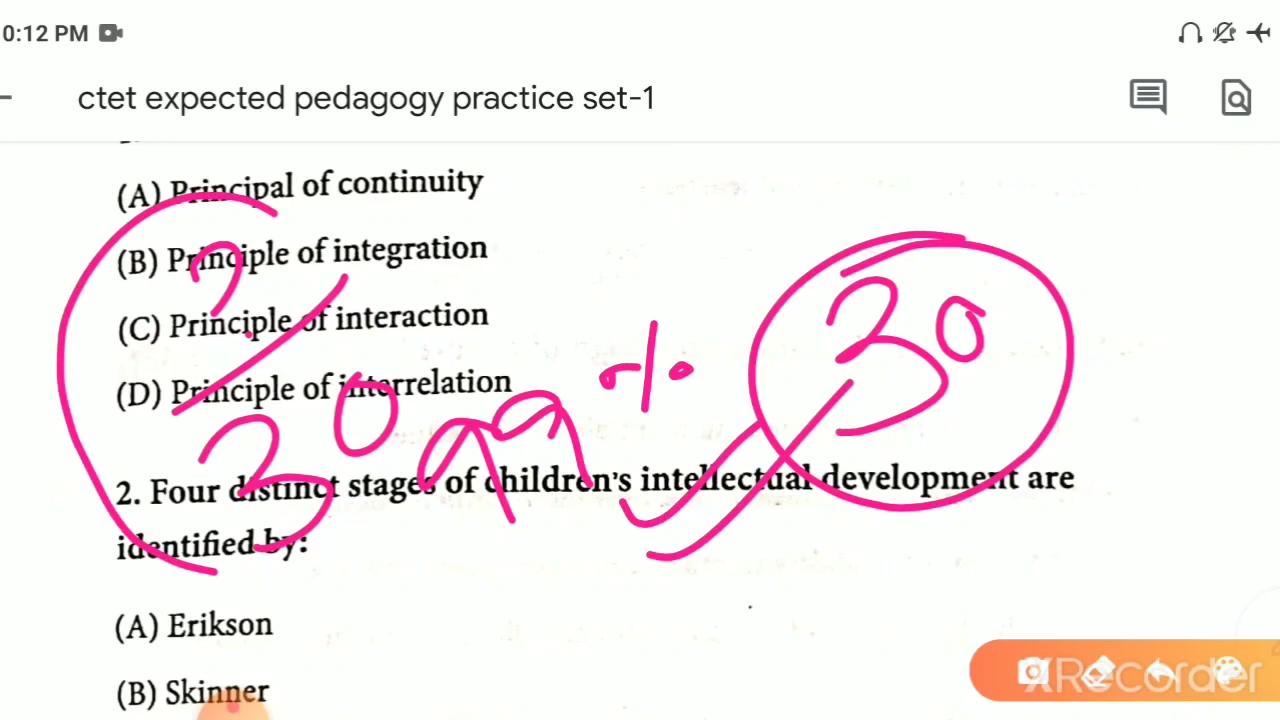 0:12 PM
ctet expected pedagogy practice set-1
(A) Principal of continuity
(B) Principle of integration
(C) Principle of interaction
(D) Principle of interrelation
?
30
99 %
30
2. Four distinct stages of children's intellectual development are
identified by:
(A) Erikson
(B) Skinner
XRecorder